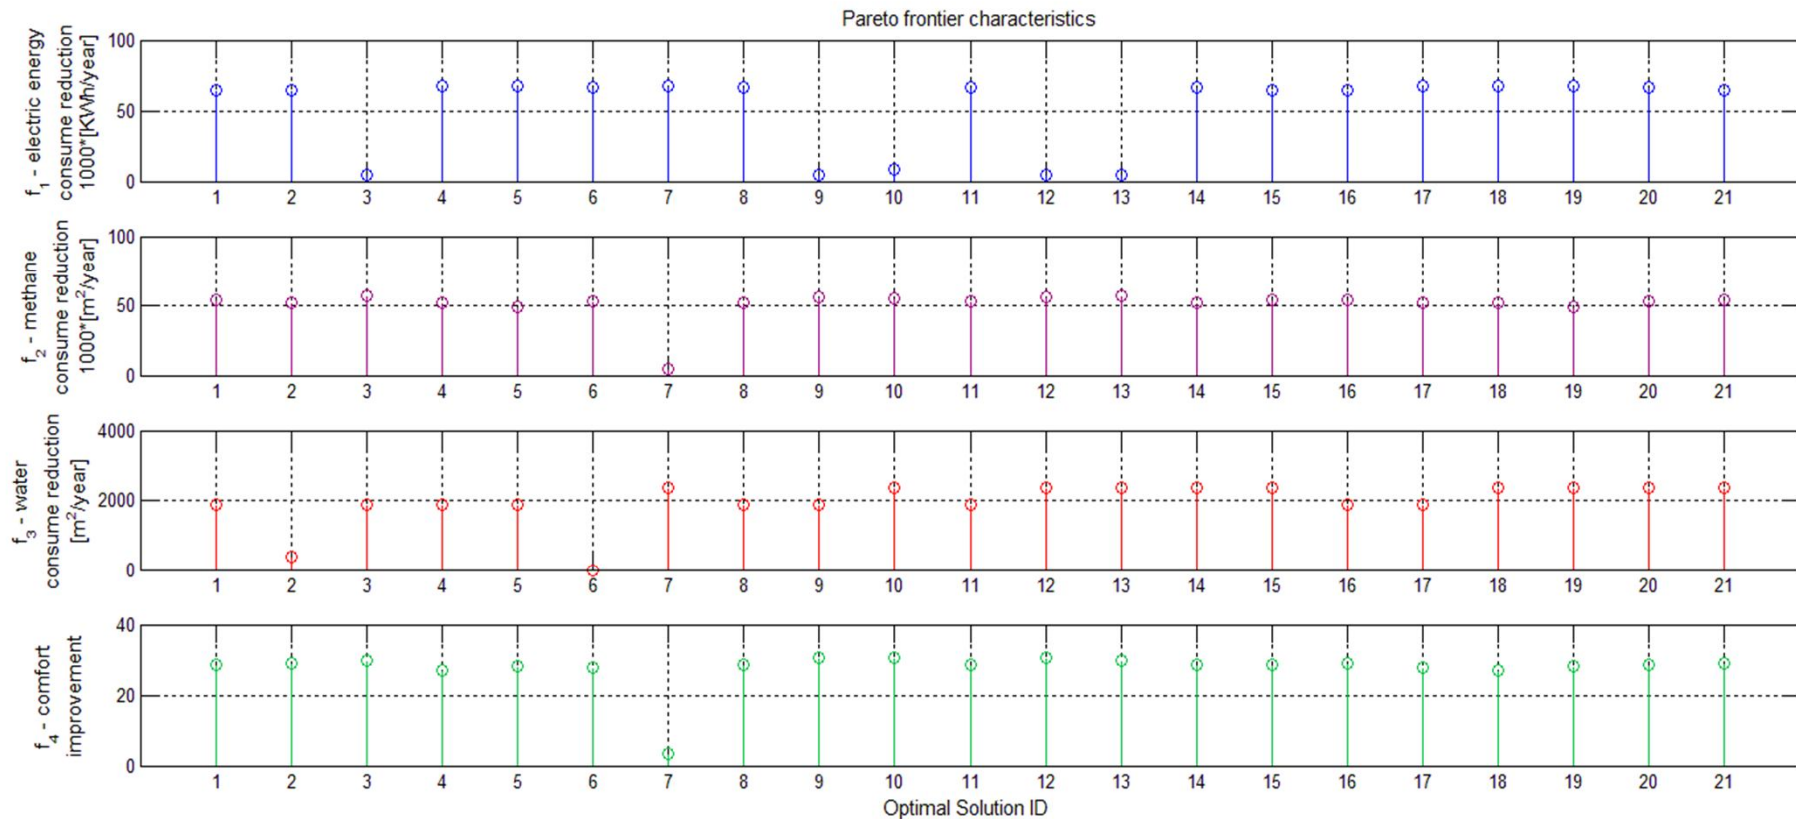 Pareto frontier characteristics
f1 - electric energy
consume reduction
1000*[KWh/year]
100
50
0
1 2 3 4 5 6 7 8 9 10 11 12 13 14 15 16 17 18 19 20 21
f2 - methane
consume reduction
1000*[m²/year]
100
50
0
1 2 3 4 5 6 7 8 9 10 11 12 13 14 15 16 17 18 19 20 21
f3 - water
consume reduction
[m²/year]
4000
2000
0
1 2 3 4 5 6 7 8 9 10 11 12 13 14 15 16 17 18 19 20 21
f4 - comfort
improvement
40
20
0
1 2 3 4 5 6 7 8 9 10 11 12 13 14 15 16 17 18 19 20 21
Optimal Solution ID